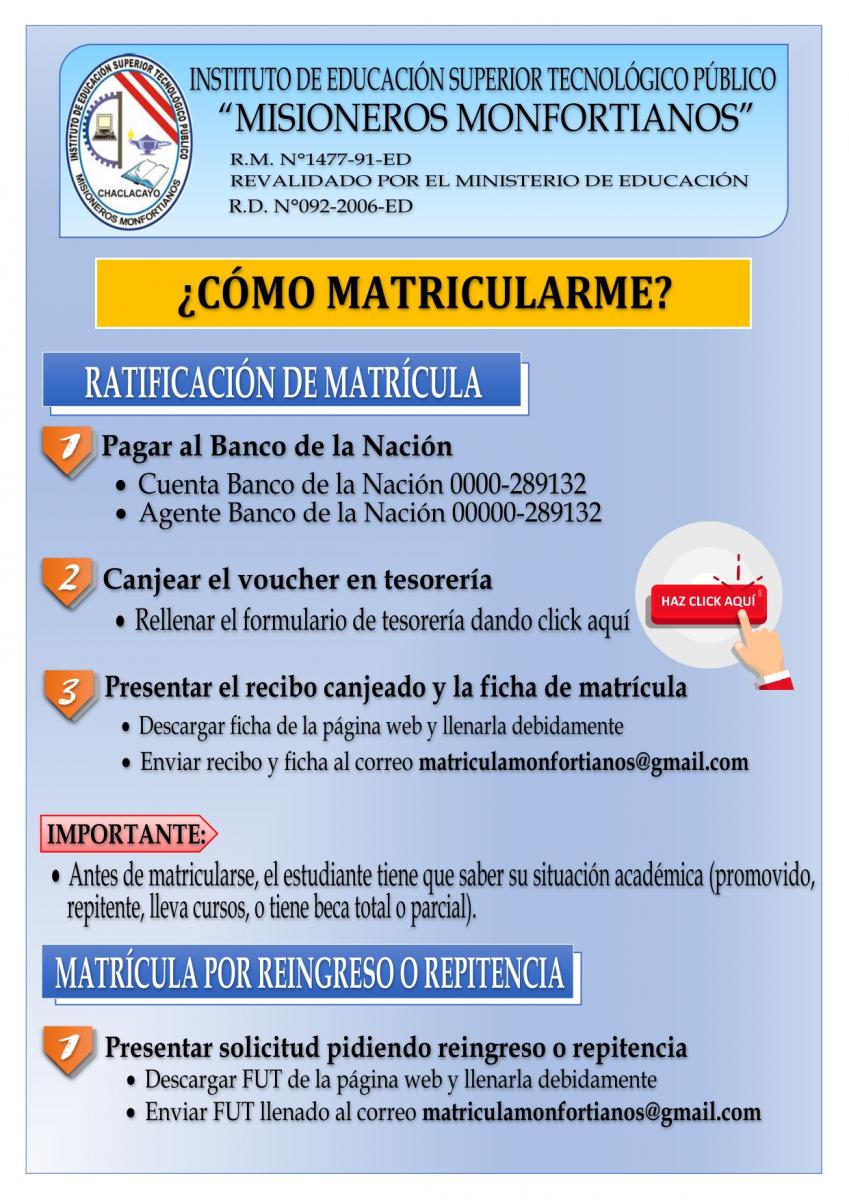 INSTITUTO DE EDUCACIÓN SUPERIOR TECNOLÓGICO PÚBLICO
MISIONEROS MONFORTIANOS
CHACLACAYO
INSTITUTO DE EDUCACIÓN SUPERIOR TECNOLÓGICO PÚBLICO
“MISIONEROS MONFORTIANOS”
R.M. N°1477-91-ED
REVALIDADO POR EL MINISTERIO DE EDUCACIÓN
R.D. N°092-2006-ED
¿CÓMO MATRICULARME?
RATIFICACIÓN DE MATRÍCULA
1 Pagar al Banco de la Nación
• Cuenta Banco de la Nación 0000-289132
• Agente Banco de la Nación 00000-289132
2 Canjear el voucher en tesorería
• Rellenar el formulario de tesorería dando click aquí
HAZ CLICK AQUÍ
3 Presentar el recibo canjeado y la ficha de matrícula
• Descargar ficha de la página web y llenarla debidamente
• Enviar recibo y ficha al correo matriculamonfortianos@gmail.com
IMPORTANTE:
• Antes de matricularse, el estudiante tiene que saber su situación académica (promovido,
repitente, lleva cursos, o tiene beca total o parcial).
MATRÍCULA POR REINGRESO O REPITENCIA
1 Presentar solicitud pidiendo reingreso o repitencia
• Descargar FUT de la página web y llenarla debidamente
• Enviar FUT llenado al correo matriculamonfortianos@gmail.com